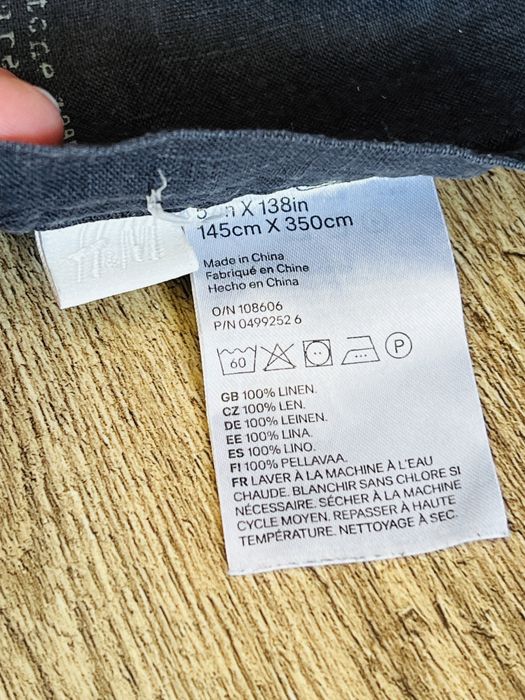 H&M
X 138in
145cm X 350cm
Made in China
Fabriqué en Chine
Hecho en China
O/N 108606
P/N 0499252 6
60
P
GB 100% LINEN.
CZ 100% LEN.
DE 100% LEINEN.
EE 100% LINA.
ES 100% LINO.
FI 100% PELLAVAA.
FR LAVER À LA MACHINE À L'EAU
CHAUDE. BLANCHIR SANS CHLORE SI
NÉCESSAIRE. SÉCHER À LA MACHINE
CYCLE MOYEN. REPASSER À HAUTE
TEMPÉRATURE. NETTOYAGE À SEC.